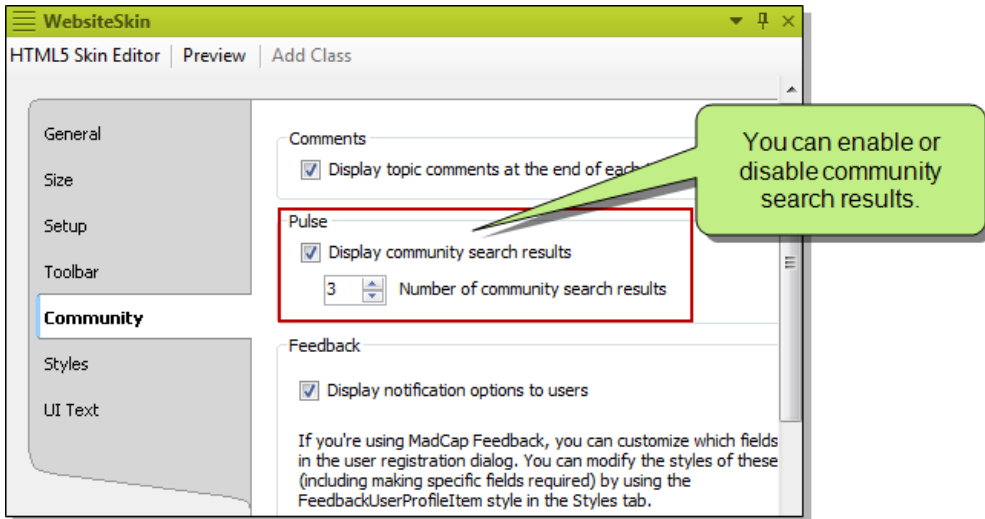 WebsiteSkin
HTML5 Skin Editor Preview Add Class
General
Size
Setup
Toolbar
Community
Styles
UI Text
Comments
Display topic comments at the end of each
Pulse
Display community search results
3 Number of community search results
Feedback
Display notification options to users
If you're using MadCap Feedback, you can customize which fields
in the user registration dialog. You can modify the styles of these
(including making specific fields required) by using the
FeedbackUserProfileItem style in the Styles tab.
You can enable or
disable community
search results.